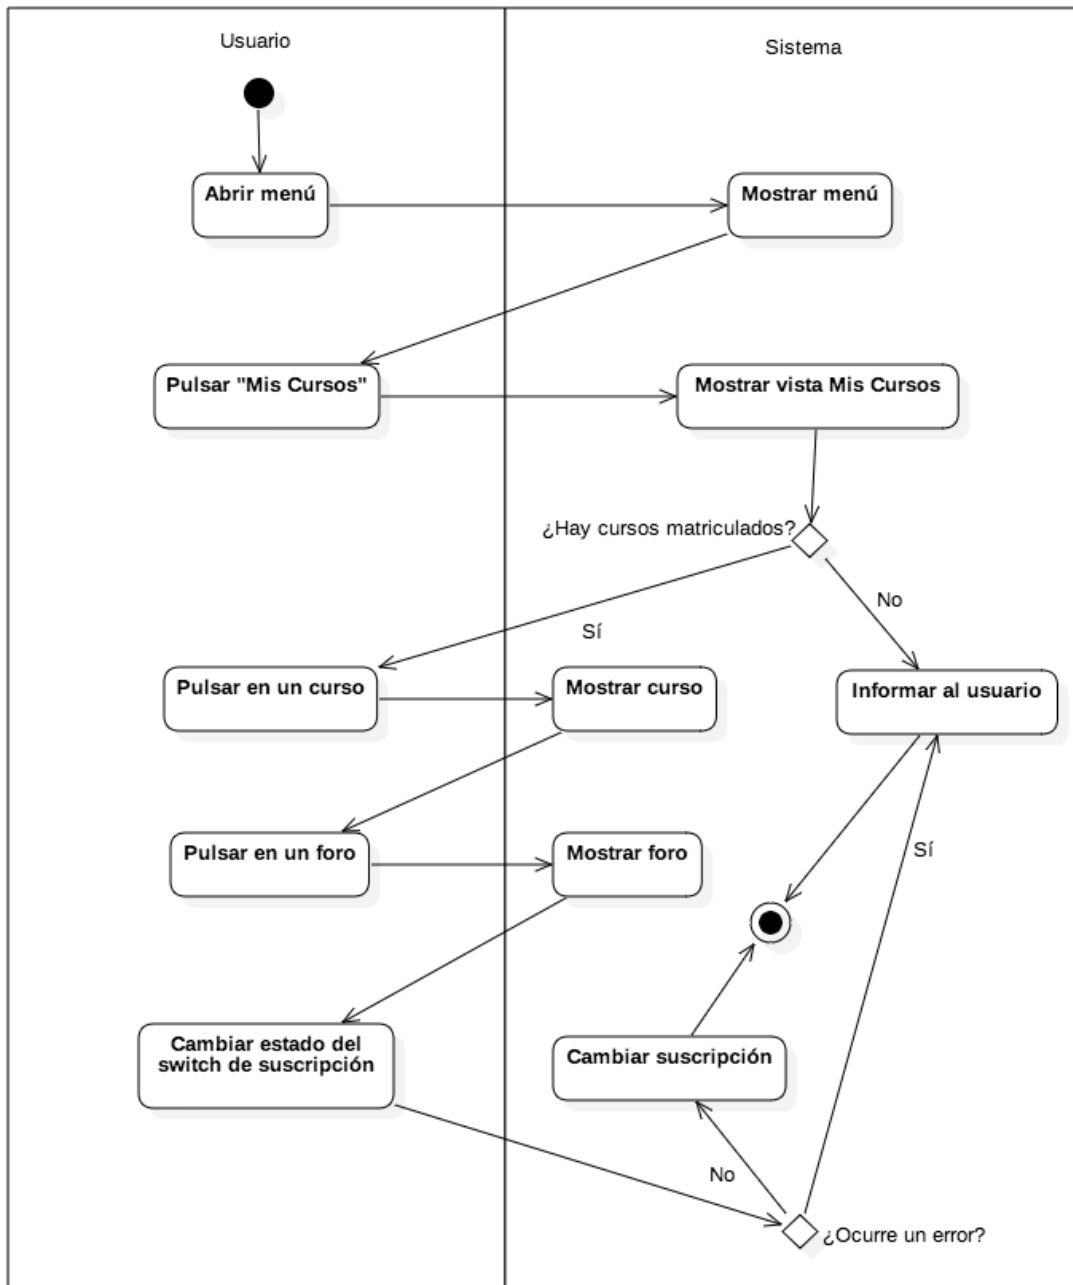 Usuario
Sistema
Abrir menú
Mostrar menú
Pulsar "Mis Cursos"
Mostrar vista Mis Cursos
¿Hay cursos matriculados?
No
Sí
Pulsar en un curso
Mostrar curso
Informar al usuario
Pulsar en un foro
Mostrar foro
Sí
Cambiar estado del
switch de suscripción
Cambiar suscripción
No
¿Ocurre un error?